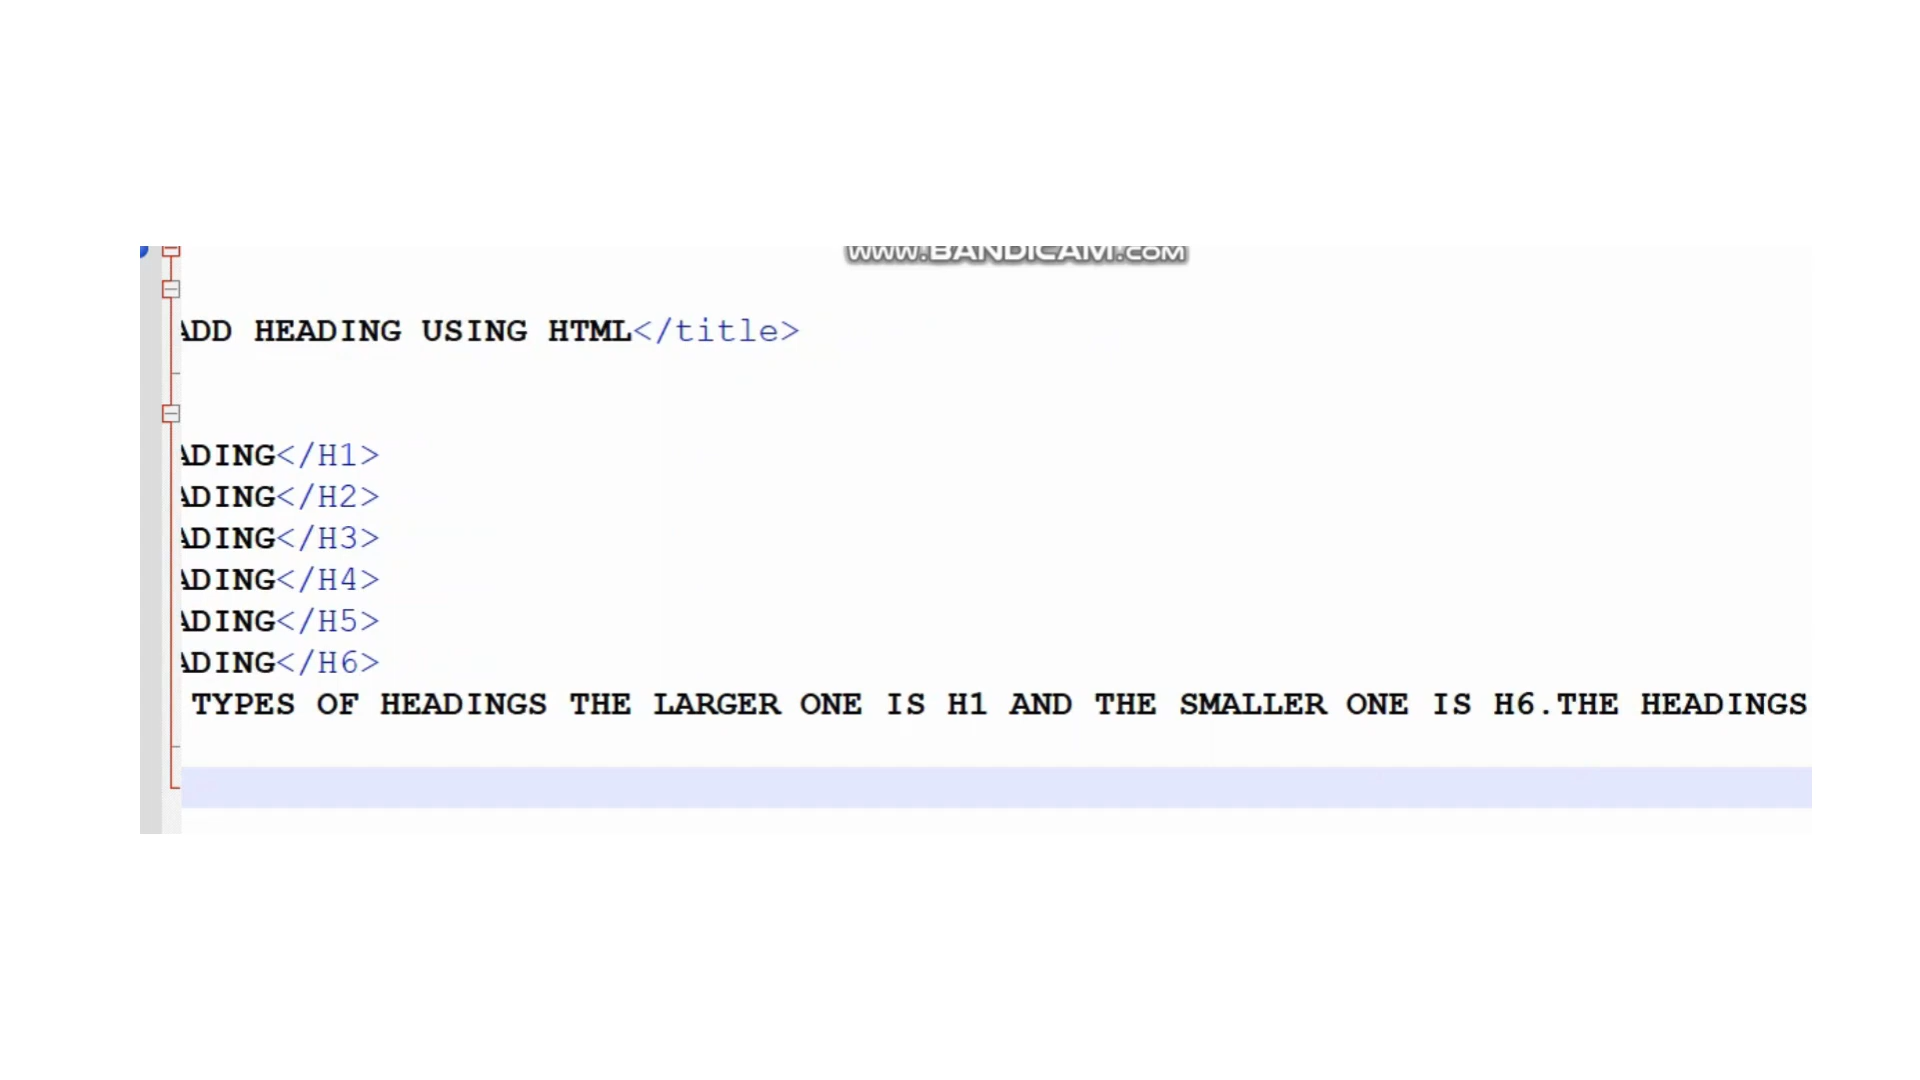 www.BANDICAM.com
ADD HEADING USING HTML</title>
ADING</H1>
ADING</H2>
ADING</H3>
ADING</H4>
ADING</H5>
ADING</H6>
TYPES OF HEADINGS THE LARGER ONE IS H1 AND THE SMALLER ONE IS H6.THE HEADINGS